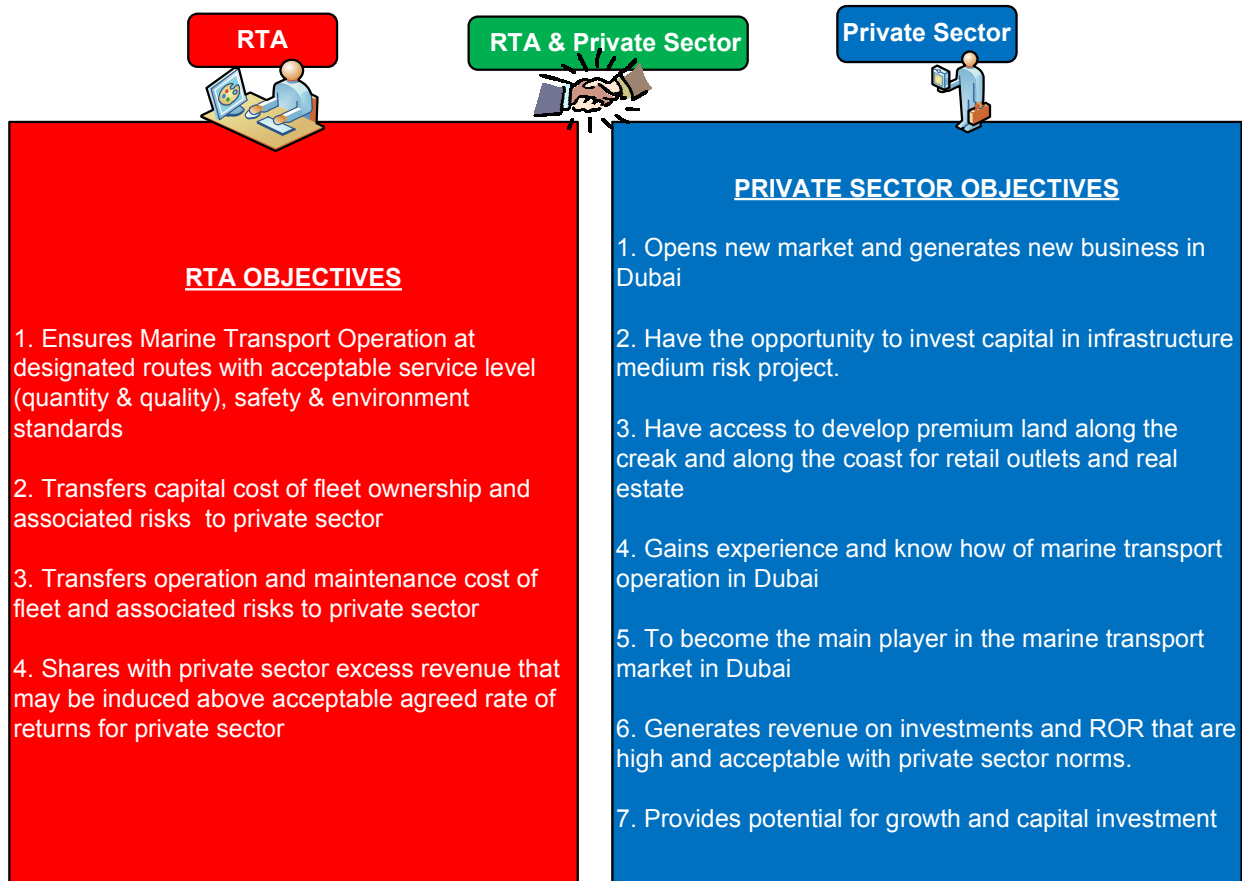 RTA
RTA & Private Sector
Private Sector
RTA OBJECTIVES
1. Ensures Marine Transport Operation at
designated routes with acceptable service level
(quantity & quality), safety & environment
standards
2. Transfers capital cost of fleet ownership and
associated risks  to private sector
3. Transfers operation and maintenance cost of
fleet and associated risks to private sector
4. Shares with private sector excess revenue that
may be induced above acceptable agreed rate of
returns for private sector
PRIVATE SECTOR OBJECTIVES
1. Opens new market and generates new business in
Dubai
2. Have the opportunity to invest capital in infrastructure
medium risk project.
3. Have access to develop premium land along the
creak and along the coast for retail outlets and real
estate
4. Gains experience and know how of marine transport
operation in Dubai
5. To become the main player in the marine transport
market in Dubai
6. Generates revenue on investments and ROR that are
high and acceptable with private sector norms.
7. Provides potential for growth and capital investment